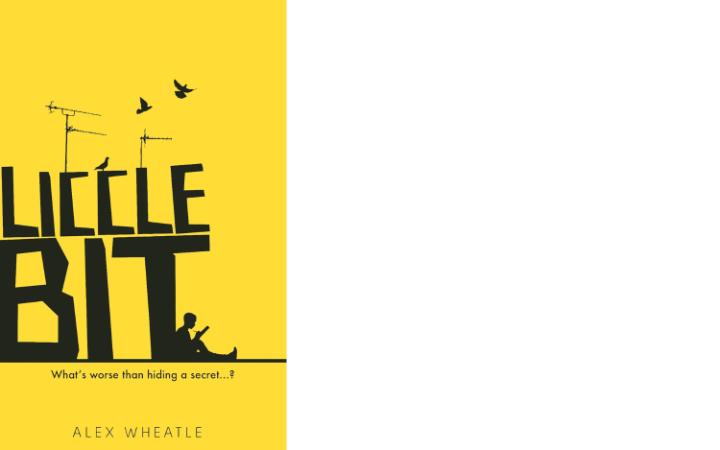 LICCLE
BIT
What's worse than hiding a secret...?
ALEX WHEATLE